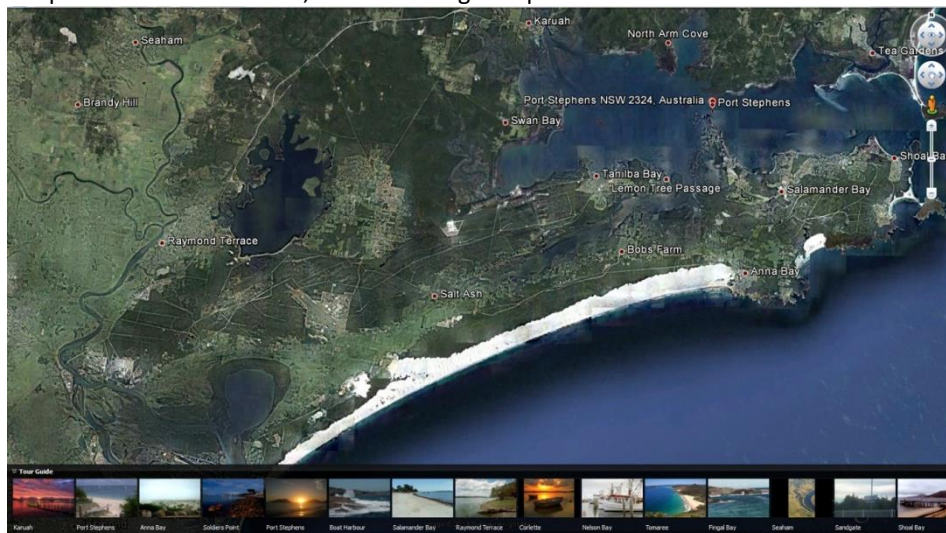 Karuah
Seaham
North Arm Cove
Tea Gardens
Brandy Hill
Port Stephens NSW 2324, Australia
Port Stephens
Swan Bay
Shoal Ba
Tanilba Bay
Lemon Tree Passage
Salamander Bay
Raymond Terrace
Bobs Farm
Anna Bay
Salt Ash
Tour Guide
Karuah
Port Stephens
Anna Bay
Soldiers Point
Port Stephens
Boat Harbour
Salamander Bay
Raymond Terrace
Corlette
Nelson Bay
Tomaree
Fingal Bay
Seaham
Sandgate
Shoal Bay